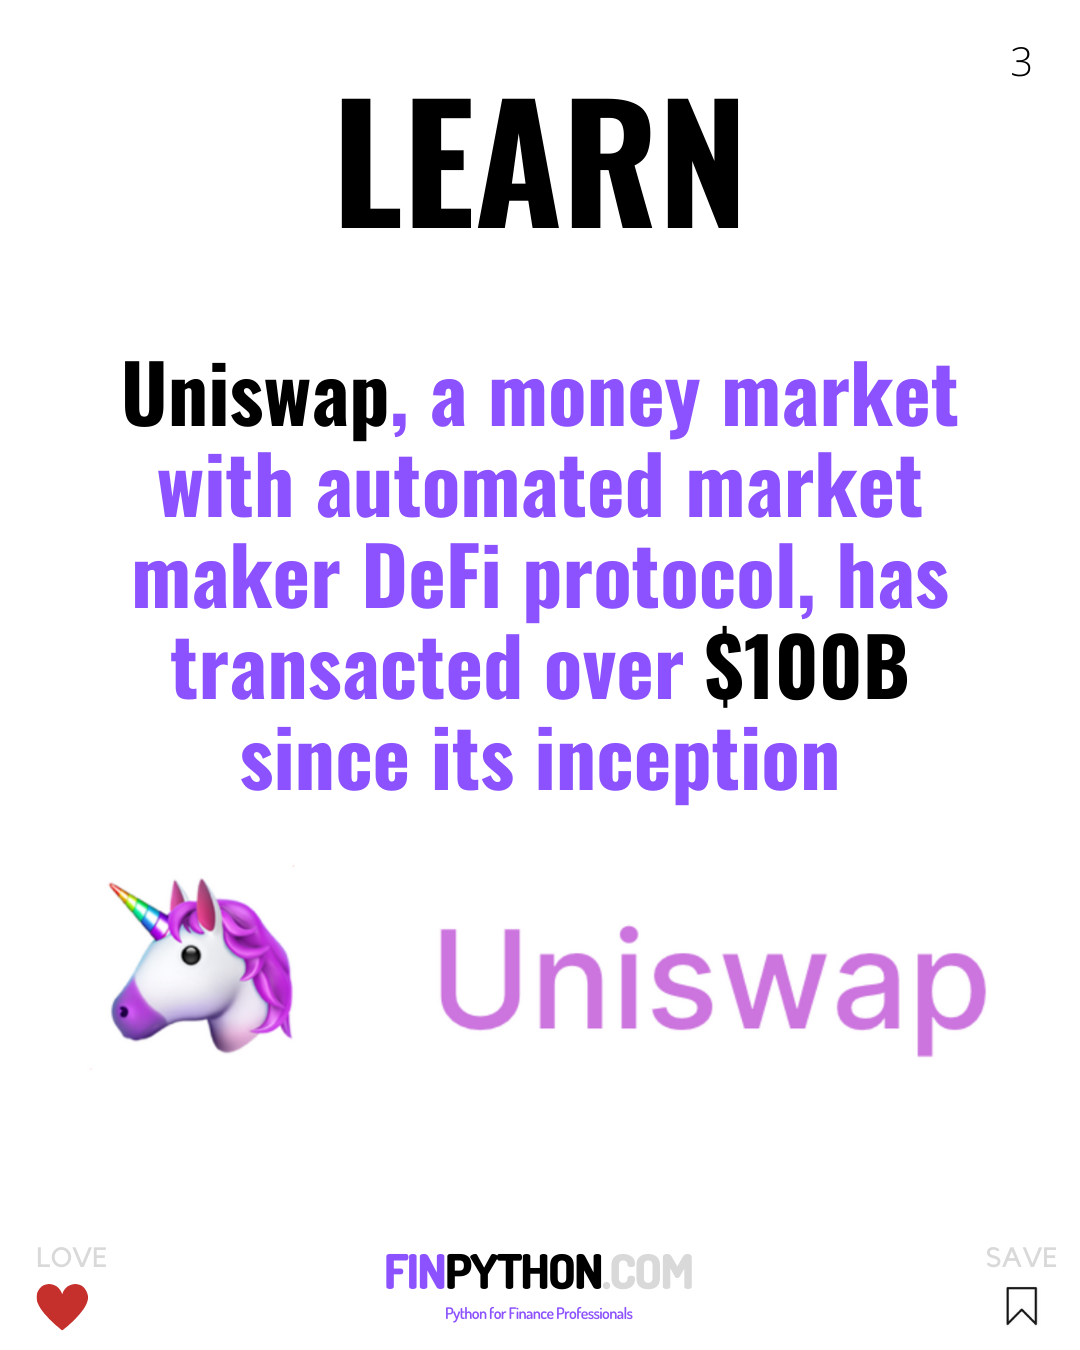 3
LEARN
Uniswap, a money market
with automated market
maker DeFi protocol, has
transacted over $100B
since its inception
Uniswap
LOVE
FINPYTHON.COM
Python for Finance Professionals
SAVE